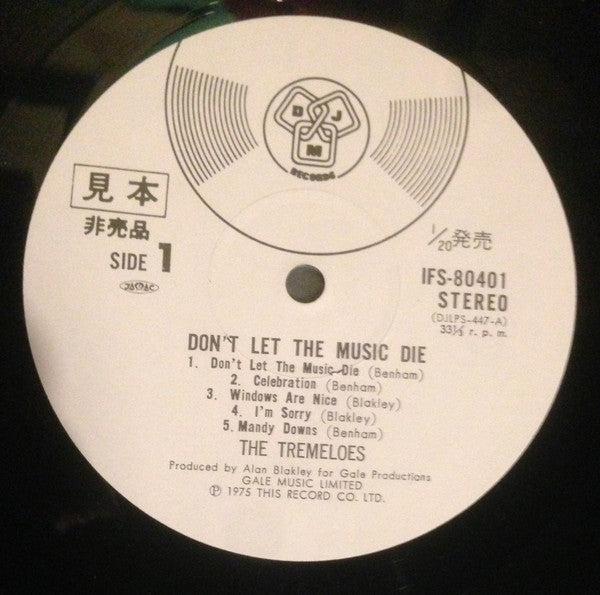 D J
M
RECORDS
見本
非売品
SIDE 1
JASRAC
1/20発売
IFS-80401
STEREO
(DJLPS-447-A)
33⅓ r. p. m.
DON'T LET THE MUSIC DIE
1. Don't Let The Music Die (Benham)
2. Celebration (Benham)
3. Windows Are Nice (Blakley)
4. I'm Sorry (Blakley)
5. Mandy Downs (Benham)
THE TREMELOES
Produced by Alan Blakley for Gale Productions
GALE MUSIC LIMITED
Ⓟ 1975 THIS RECORD CO. LTD.